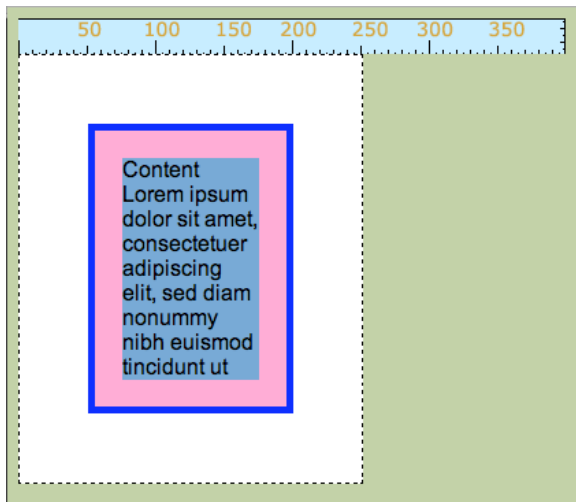 50 100 150 200 250 300 350
Content
Lorem ipsum
dolor sit amet,
consectetuer
adipiscing
elit, sed diam
nonummy
nibh euismod
tincidunt ut